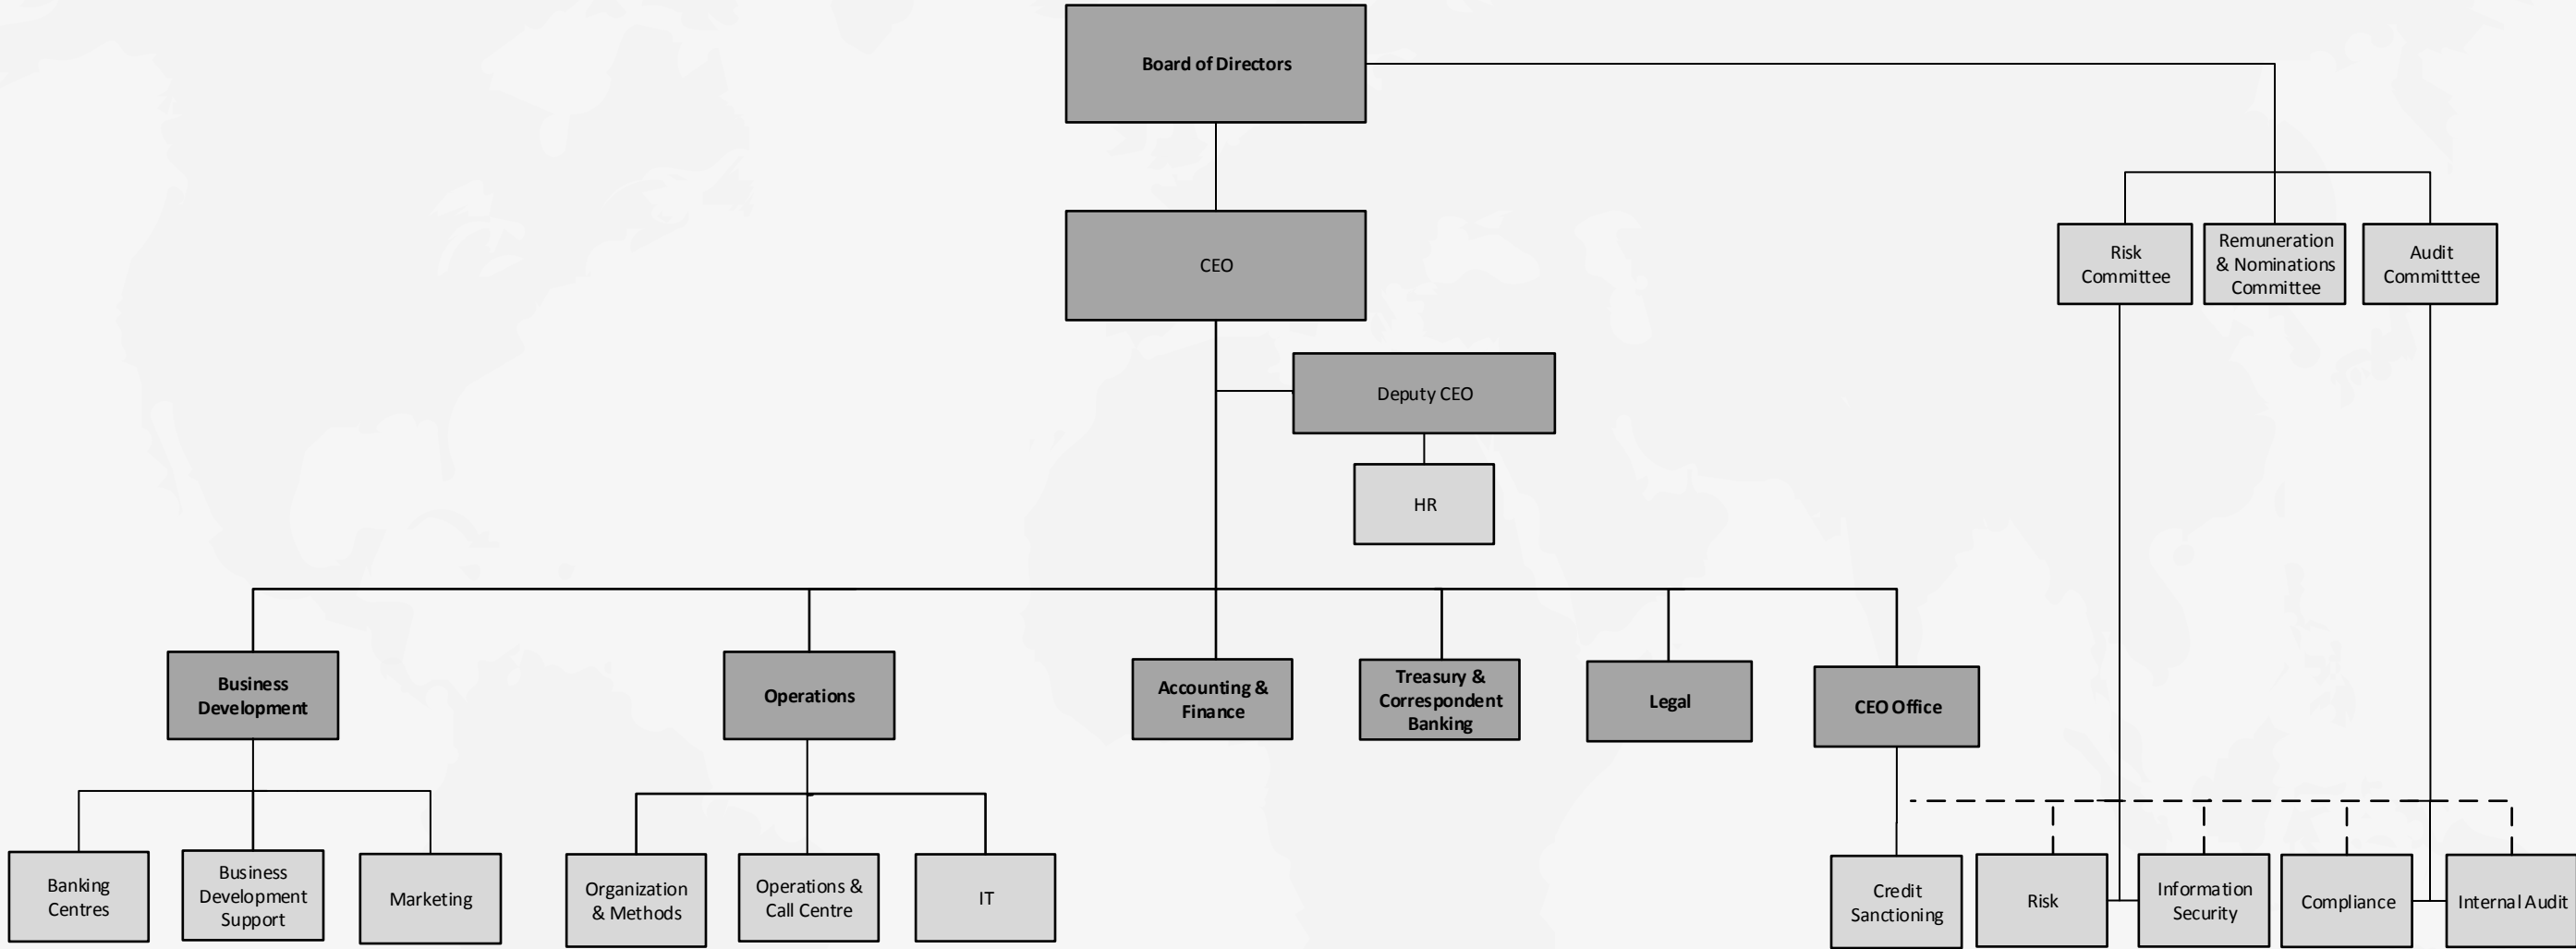 Board of Directors
CEO
Risk
Committee
Remuneration
& Nominations
Committee
Audit
Committtee
Deputy CEO
HR
Business
Development
Operations
Accounting &
Finance
Treasury &
Correspondent
Banking
Legal
CEO Office
Banking
Centres
Business
Development
Support
Marketing
Organization
& Methods
Operations &
Call Centre
IT
Credit
Sanctioning
Risk
Information
Security
Compliance
Internal Audit